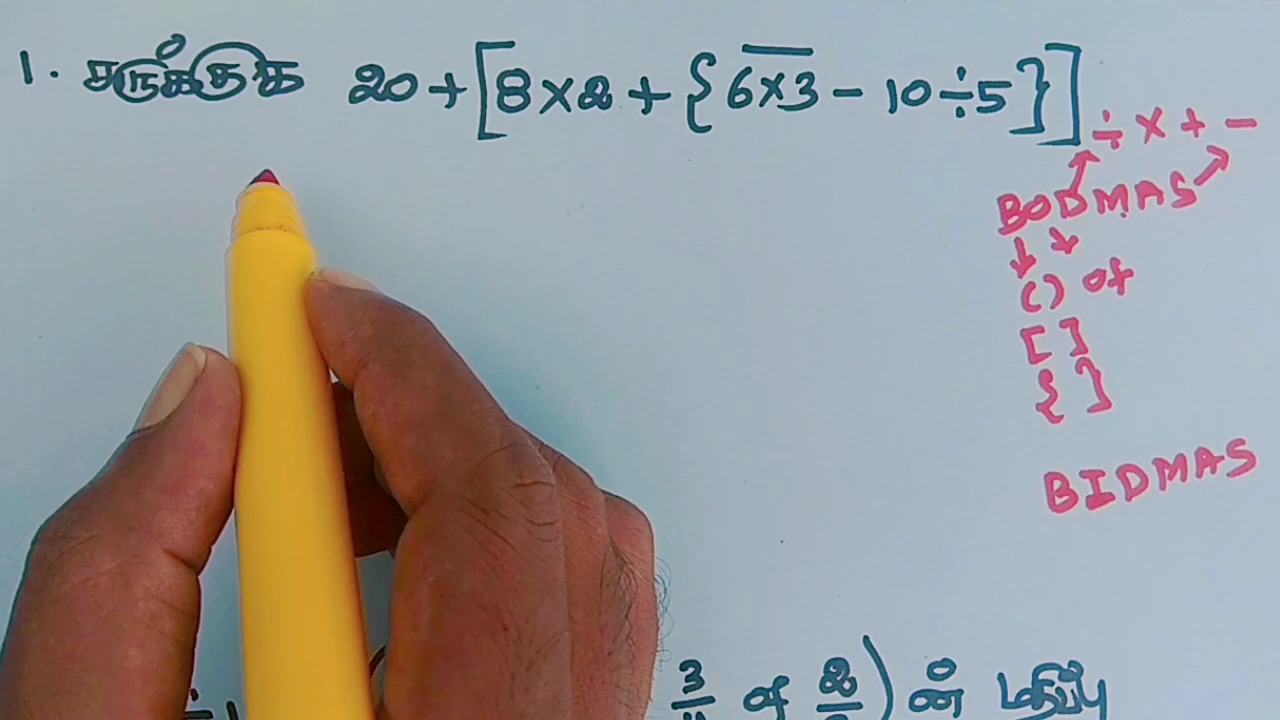 1. சுருக்குக 20 + [8 × 2 + {6̅ ×̅ 3̅ − 10 ÷ 5}]
÷ × + −
BODMAS
( ) of
[ ]
{ }
BIDMAS
3 of 2 ) ன் மதிப்பு